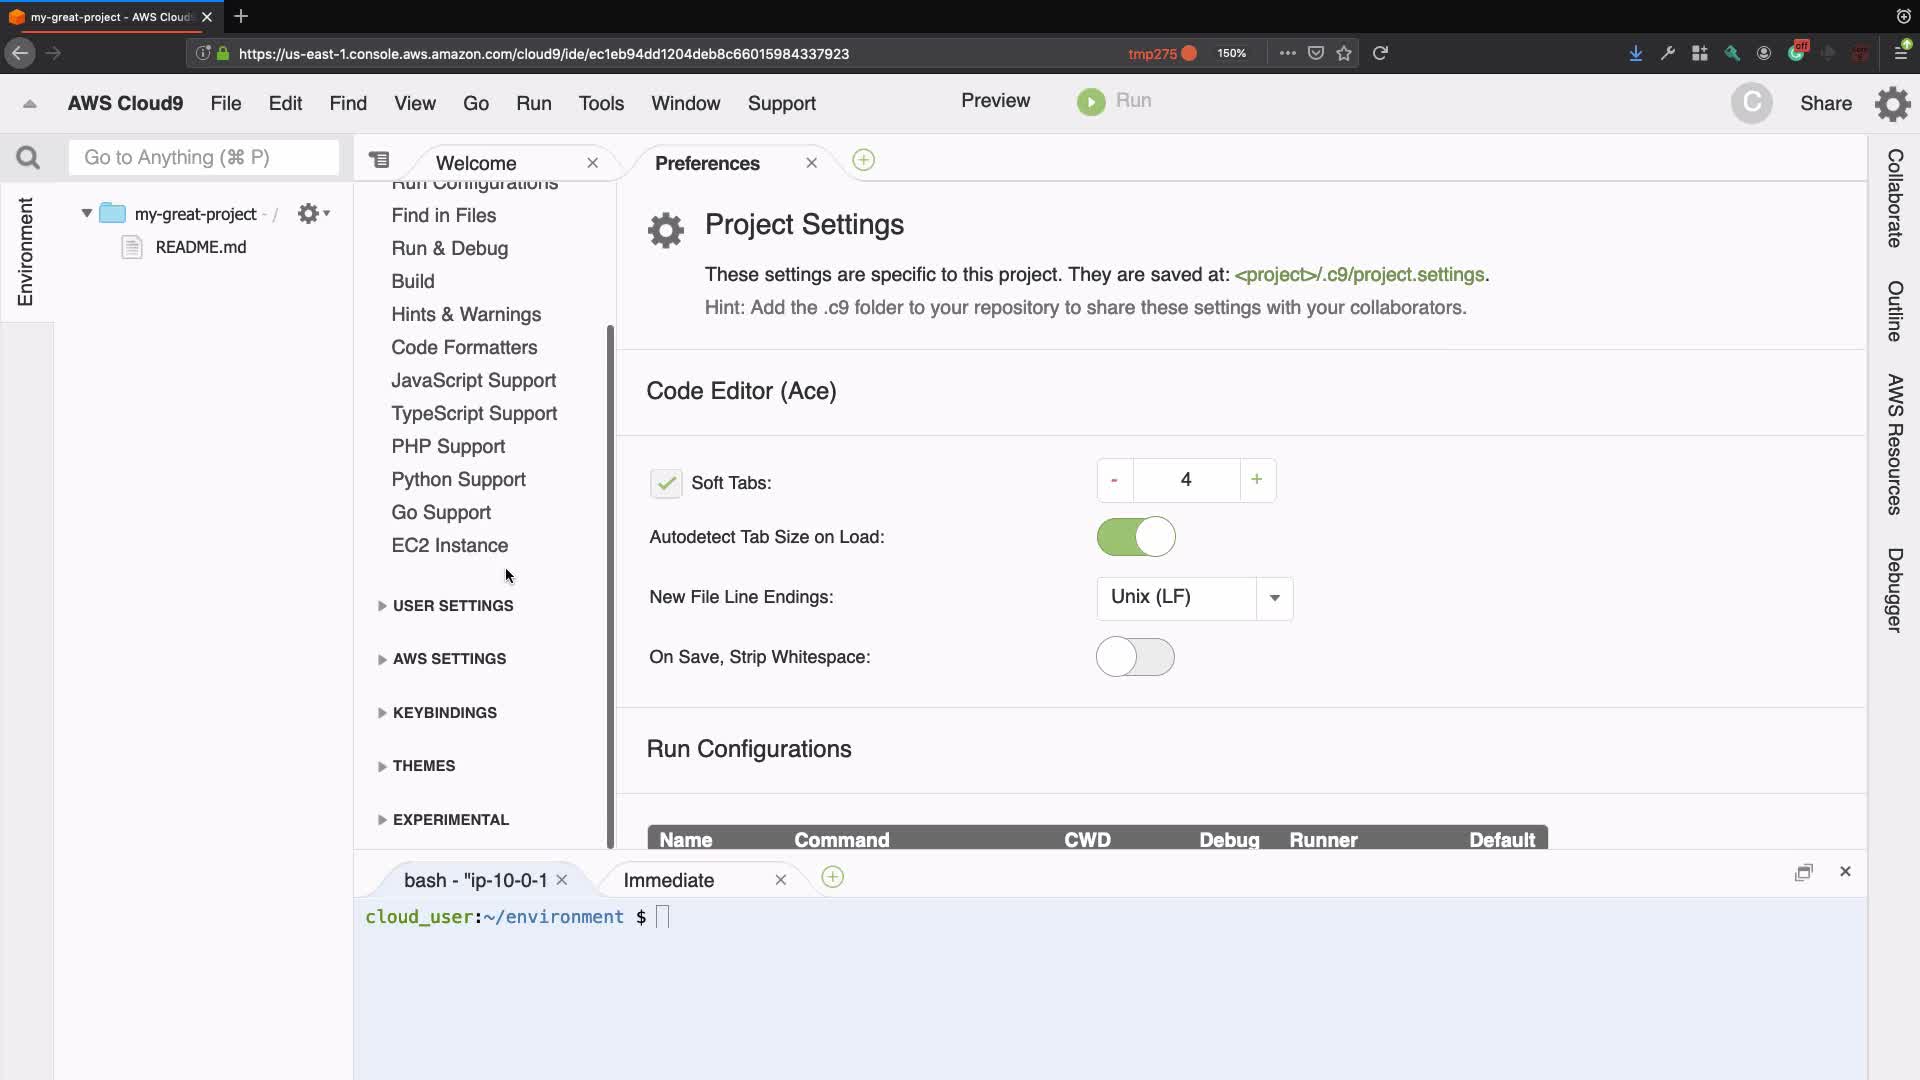 my-great-project - AWS Cloud9
https://us-east-1.console.aws.amazon.com/cloud9/ide/ec1eb94dd1204deb8c66015984337923
tmp275
150%
off
AWS Cloud9 File Edit Find View Go Run Tools Window Support Preview Run C Share
Go to Anything (⌘ P)
Welcome
Preferences
Environment
my-great-project - /
README.md
Run Configurations
Find in Files
Run & Debug
Build
Hints & Warnings
Code Formatters
JavaScript Support
TypeScript Support
PHP Support
Python Support
Go Support
EC2 Instance
USER SETTINGS
AWS SETTINGS
KEYBINDINGS
THEMES
EXPERIMENTAL
Project Settings
These settings are specific to this project. They are saved at: <project>/.c9/project.settings.
Hint: Add the .c9 folder to your repository to share these settings with your collaborators.
Code Editor (Ace)
Soft Tabs: - 4 +
Autodetect Tab Size on Load:
New File Line Endings: Unix (LF)
On Save, Strip Whitespace:
Run Configurations
Name Command CWD Debug Runner Default
Collaborate
Outline
AWS Resources
Debugger
bash - "ip-10-0-1
Immediate
cloud_user:~/environment $